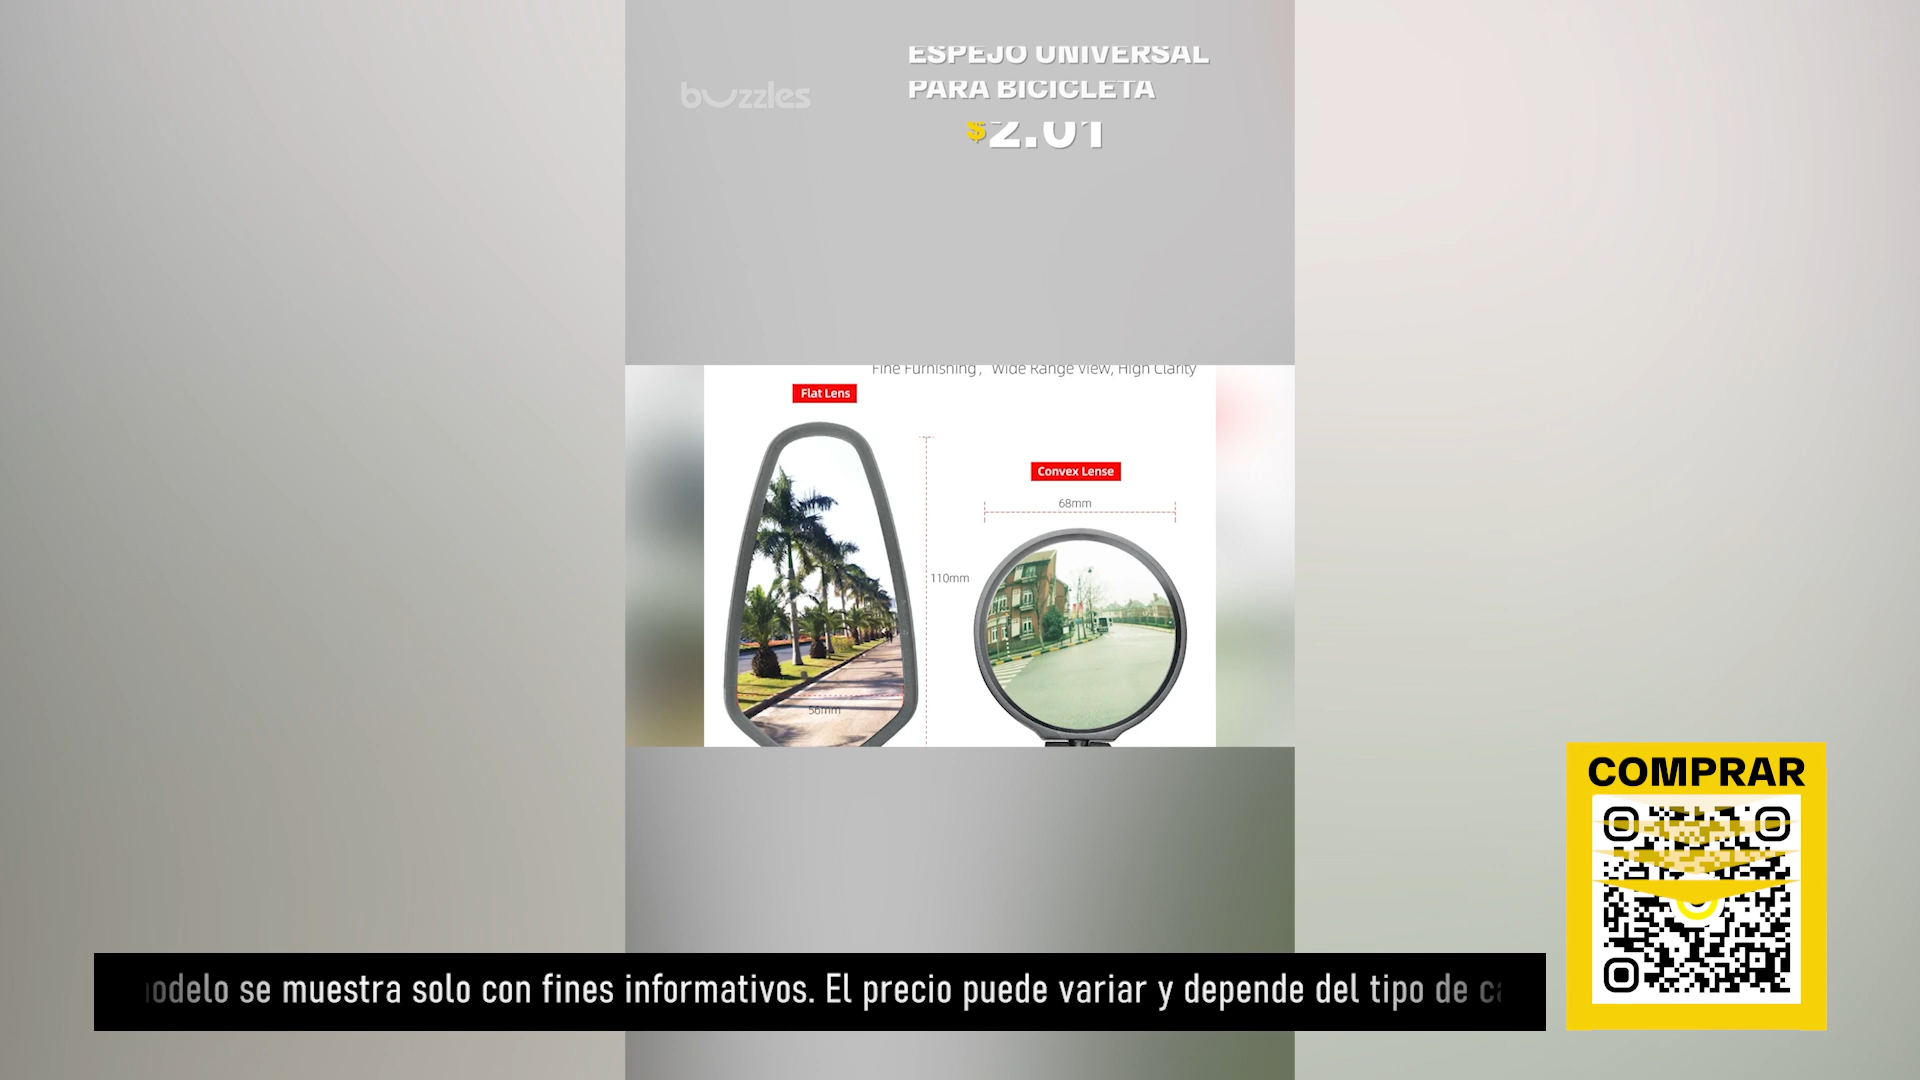 ESPEJO UNIVERSAL
PARA BICICLETA
buzzles
$2.01
Fine Furnishing, Wide Range View, High Clarity
Flat Lens
Convex Lense
68mm
110mm
56mm
COMPRAR
se muestra solo con fines informativos. El precio puede variar y depende del tipo de